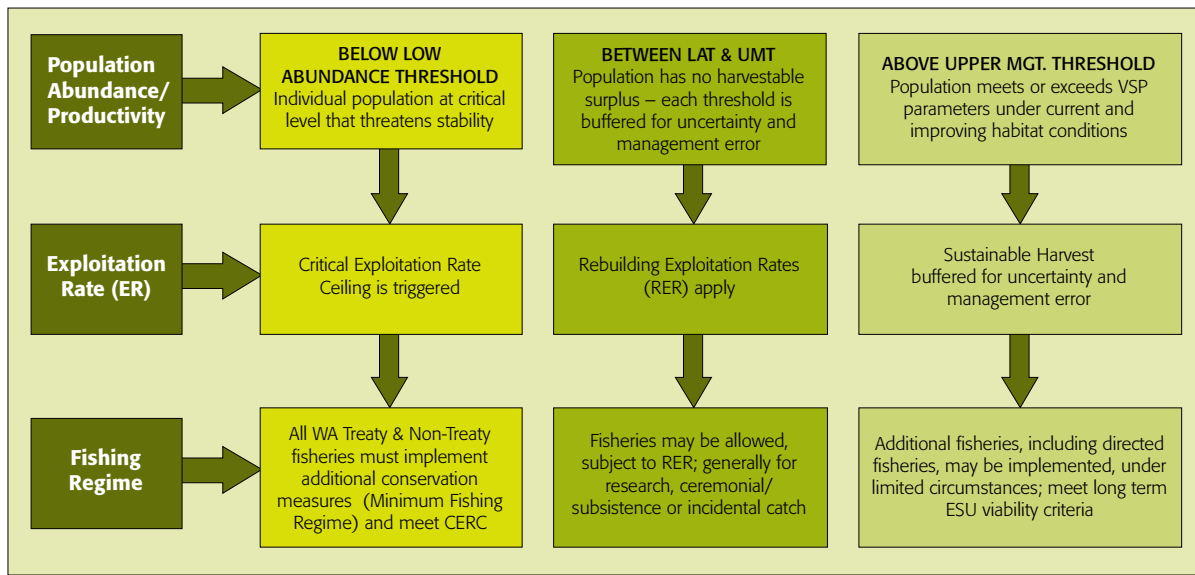 Population
Abundance/
Productivity
BELOW LOW
ABUNDANCE THRESHOLD
Individual population at critical
level that threatens stability
BETWEEN LAT & UMT
Population has no harvestable
surplus – each threshold is
buffered for uncertainty and
management error
ABOVE UPPER MGT. THRESHOLD
Population meets or exceeds VSP
parameters under current and
improving habitat conditions
Exploitation
Rate (ER)
Critical Exploitation Rate
Ceiling is triggered
Rebuilding Exploitation Rates
(RER) apply
Sustainable Harvest
buffered for uncertainty and
management error
Fishing
Regime
All WA Treaty & Non-Treaty
fisheries must implement
additional conservation
measures (Minimum Fishing
Regime) and meet CERC
Fisheries may be allowed,
subject to RER; generally for
research, ceremonial/
subsistence or incidental catch
Additional fisheries, including directed
fisheries, may be implemented, under
limited circumstances; meet long term
ESU viability criteria